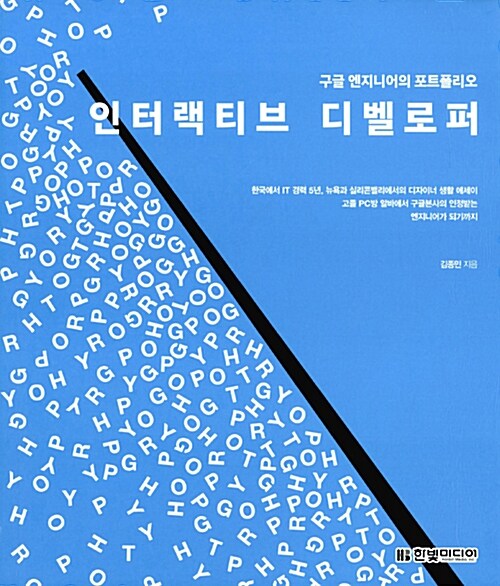 구글 엔지니어의 포트폴리오
인터랙티브 디벨로퍼
한국에서 IT 경력 5년, 뉴욕과 실리콘밸리에서의 디자이너 생활 에세이
고졸 PC방 알바에서 구글본사의 인정받는
엔지니어가 되기까지
김종민 지음
한빛미디어